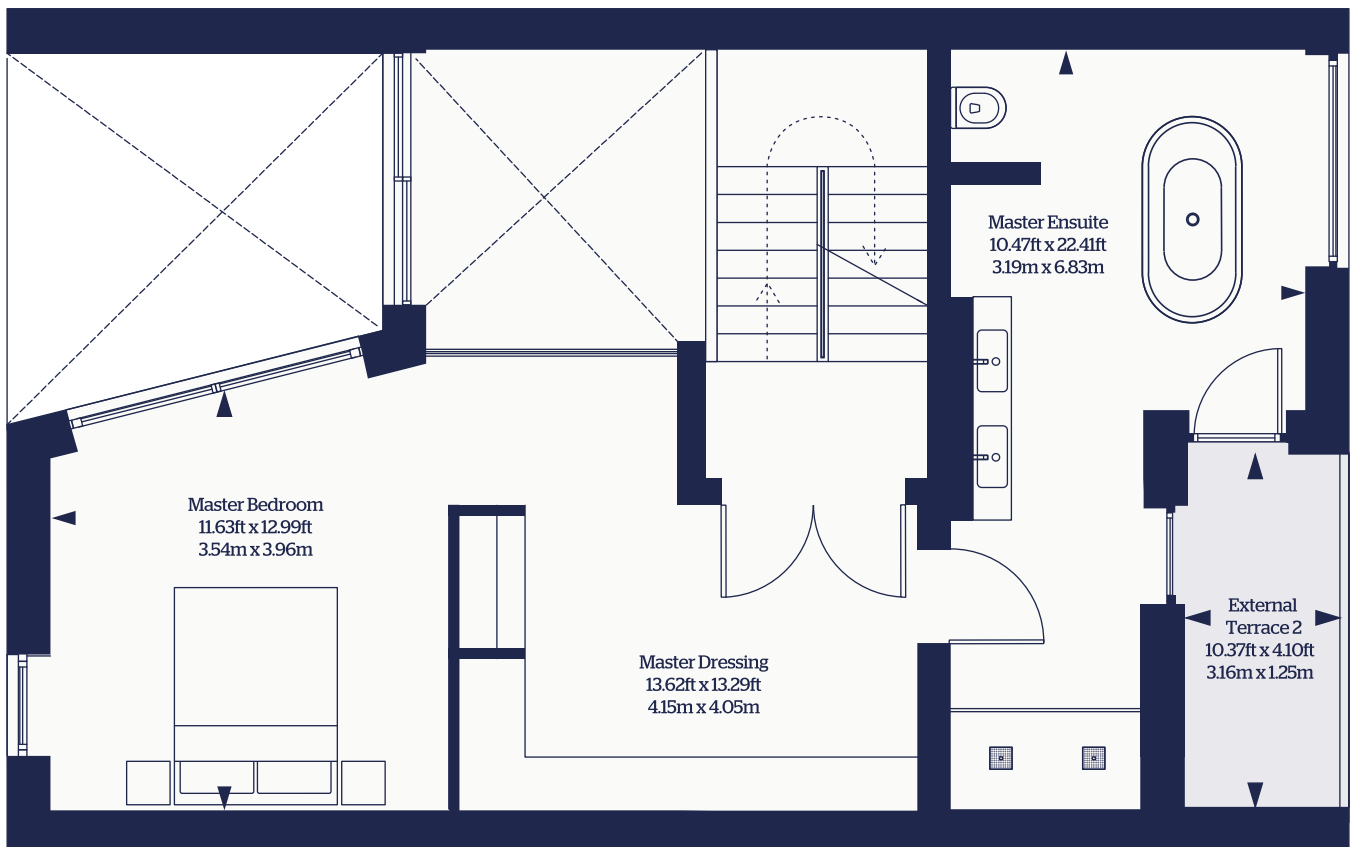 Master Ensuite
10.47ft x 22.41ft
3.19m x 6.83m
Master Bedroom
11.63ft x 12.99ft
3.54m x 3.96m
External
Terrace 2
10.37ft x 4.10ft
3.16m x 1.25m
Master Dressing
13.62ft x 13.29ft
4.15m x 4.05m